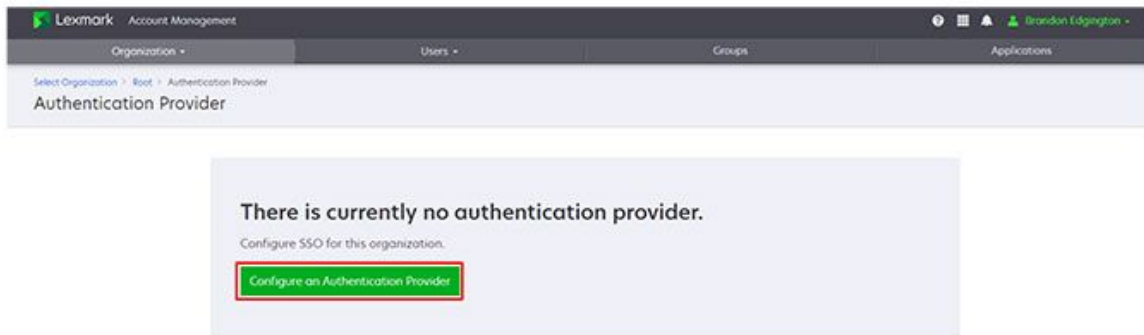 Lexmark Account Management
Brandon Edgington
Organization Users Groups Applications
Select Organization > Root > Authentication Provider
Authentication Provider
There is currently no authentication provider.
Configure SSO for this organization.
Configure an Authentication Provider